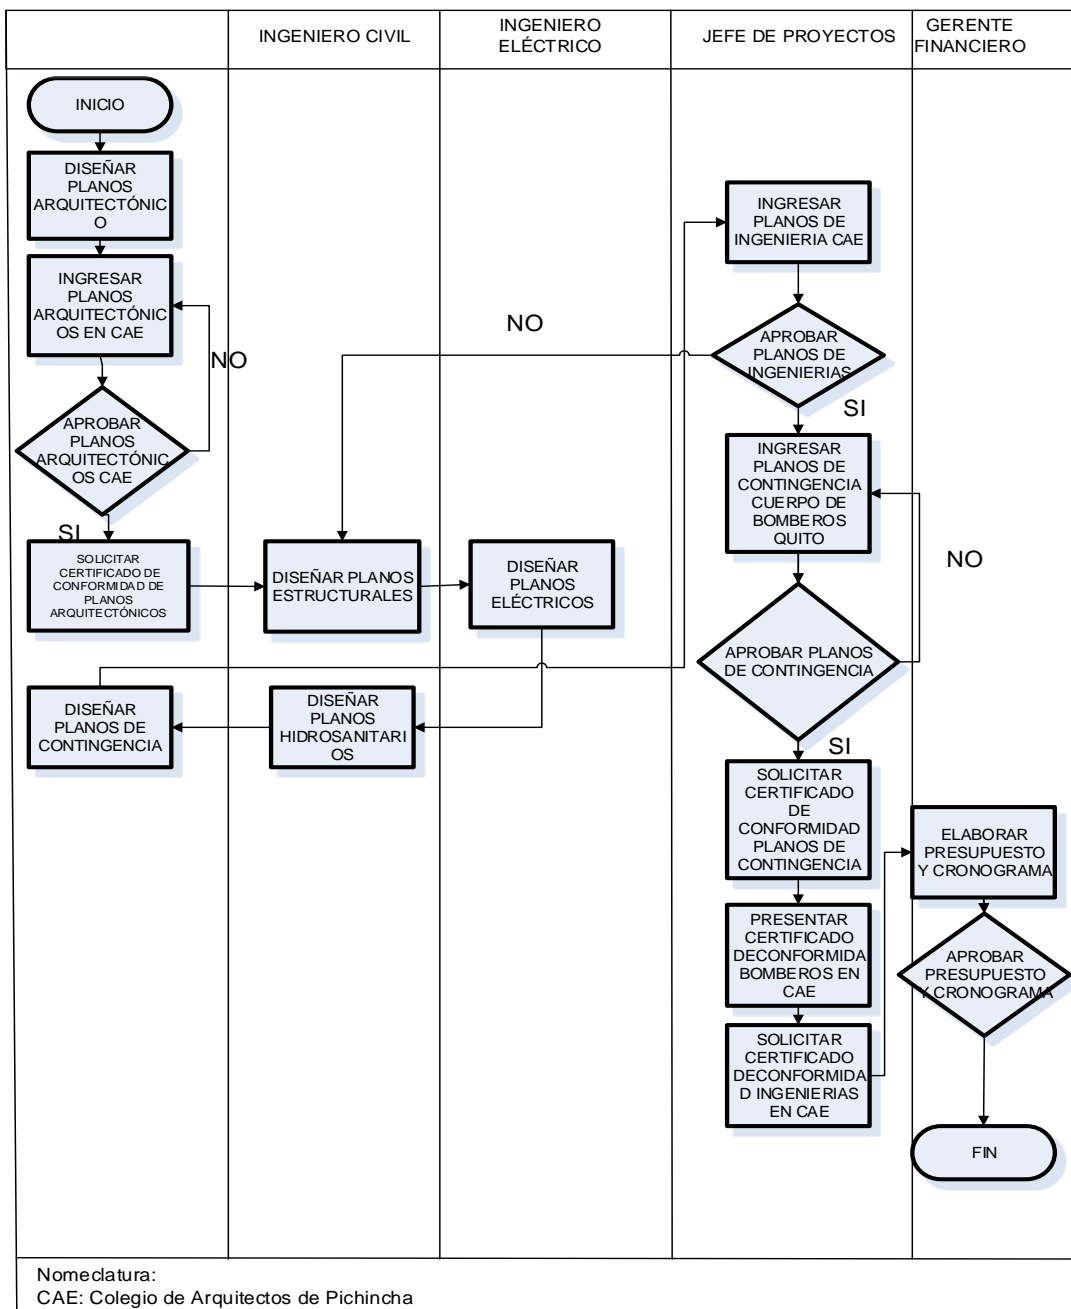 INGENIERO CIVIL
INGENIERO
ELÉCTRICO
JEFE DE PROYECTOS
GERENTE
FINANCIERO
INICIO
DISEÑAR
PLANOS
ARQUITECTÓNIC
O
INGRESAR
PLANOS
ARQUITECTÓNIC
OS EN CAE
NO
APROBAR
PLANOS
ARQUITECTÓNIC
OS CAE
SI
SOLICITAR
CERTIFICADO DE
CONFORMIDAD DE
PLANOS
ARQUITECTÓNICOS
DISEÑAR PLANOS
ESTRUCTURALES
DISEÑAR
PLANOS
ELÉCTRICOS
DISEÑAR
PLANOS
HIDROSANITARI
OS
DISEÑAR
PLANOS DE
CONTINGENCIA
INGRESAR
PLANOS DE
INGENIERIA CAE
NO
APROBAR
PLANOS DE
INGENIERIAS
SI
INGRESAR
PLANOS DE
CONTINGENCIA
CUERPO DE
BOMBEROS
QUITO
NO
APROBAR PLANOS
DE CONTINGENCIA
SI
SOLICITAR
CERTIFICADO
DE
CONFORMIDAD
PLANOS DE
CONTINGENCIA
PRESENTAR
CERTIFICADO
DECONFORMIDA
BOMBEROS EN
CAE
SOLICITAR
CERTIFICADO
DECONFORMIDA
D INGENIERIAS
EN CAE
ELABORAR
PRESUPUESTO
Y CRONOGRAMA
APROBAR
PRESUPUESTO
Y CRONOGRAMA
FIN
Nomeclatura:
CAE: Colegio de Arquitectos de Pichincha